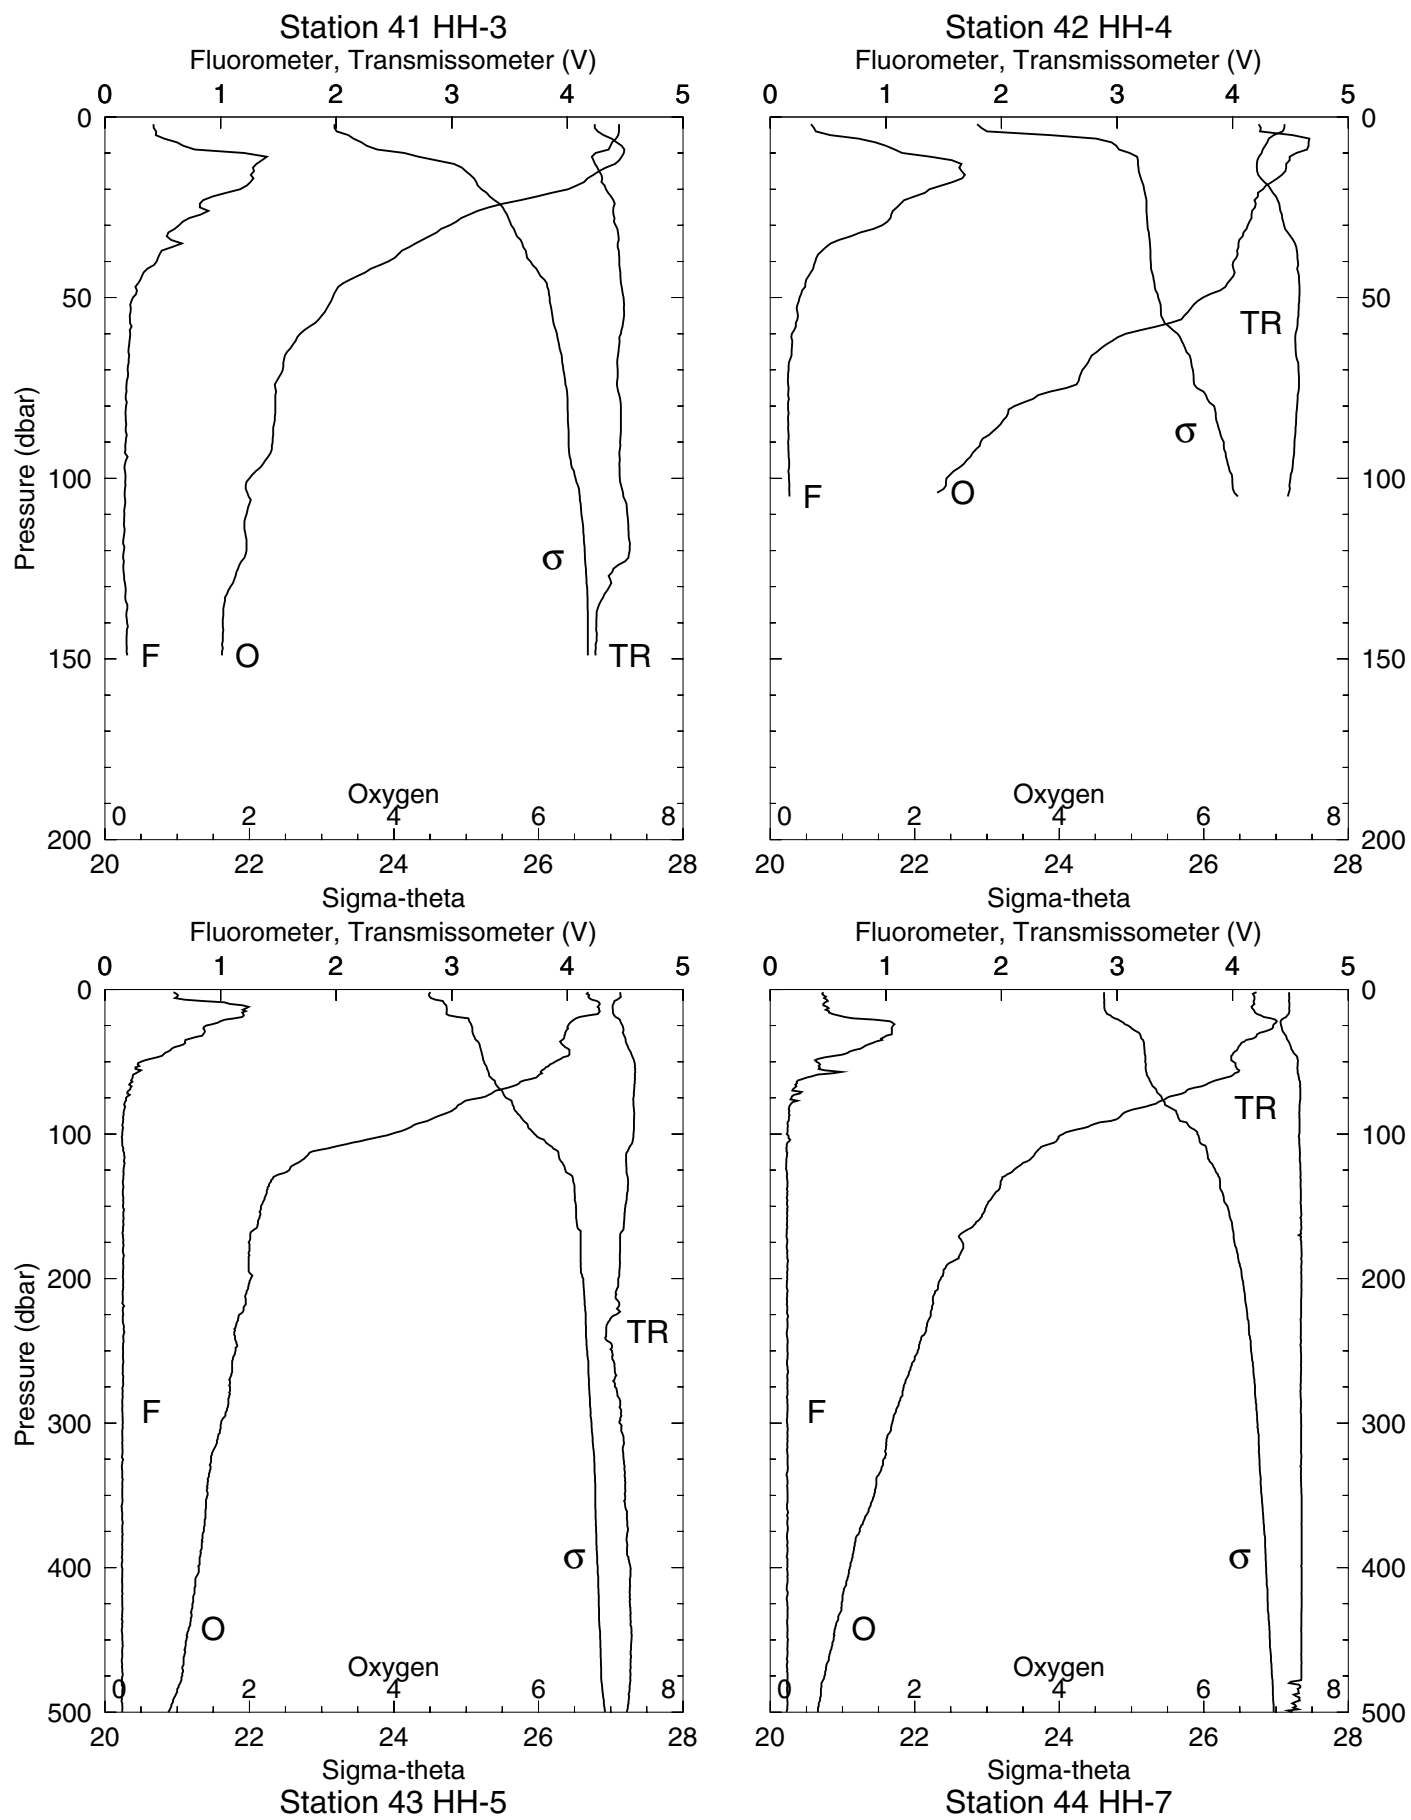 Station 41 HH-3
Fluorometer, Transmissometer (V)
0 1 2 3 4 5
0
50
100
150
200
Pressure (dbar)
F
O
σ
TR
Oxygen
0 2 4 6 8
20 22 24 26 28
Sigma-theta
Station 42 HH-4
Fluorometer, Transmissometer (V)
0 1 2 3 4 5
0
50
100
150
200
TR
σ
F
O
Oxygen
0 2 4 6 8
20 22 24 26 28
Sigma-theta
Fluorometer, Transmissometer (V)
0 1 2 3 4 5
0
100
200
300
400
500
Pressure (dbar)
TR
F
σ
O
Oxygen
0 2 4 6 8
20 22 24 26 28
Sigma-theta
Station 43 HH-5
Fluorometer, Transmissometer (V)
0 1 2 3 4 5
0
100
200
300
400
500
TR
F
σ
O
Oxygen
0 2 4 6 8
20 22 24 26 28
Sigma-theta
Station 44 HH-7